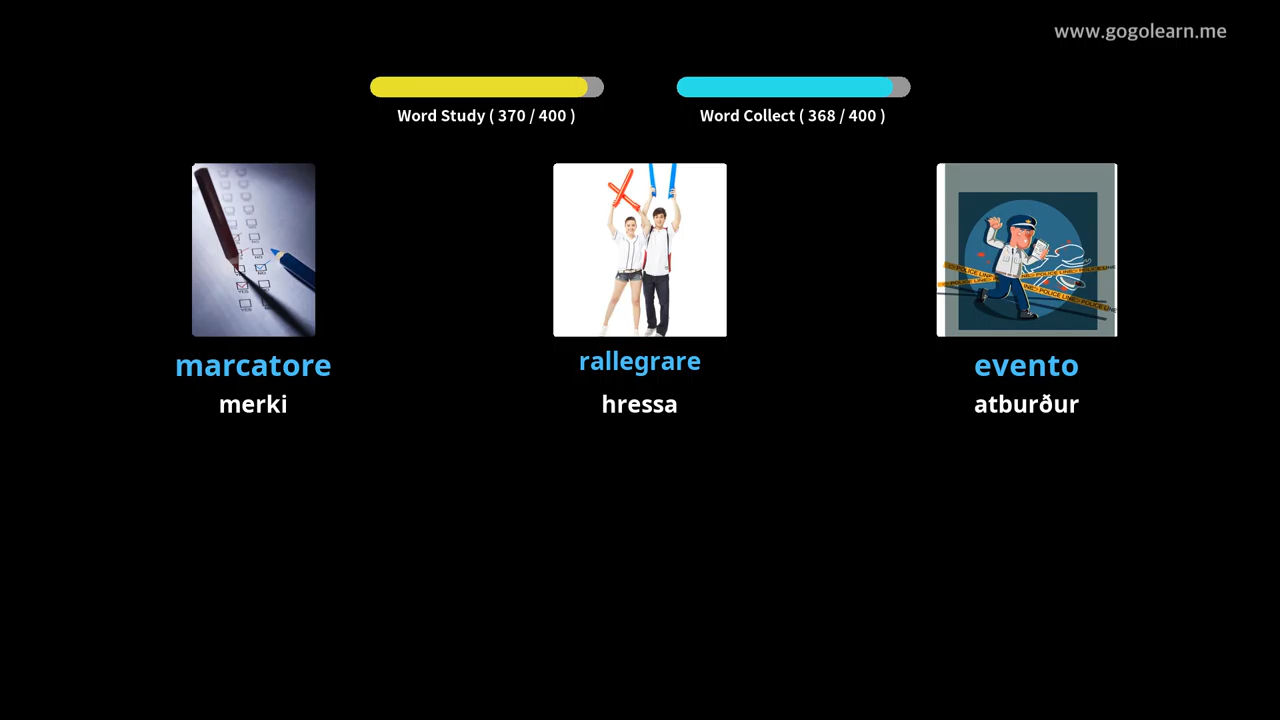 www.gogolearn.me
Word Study ( 370 / 400 )
Word Collect ( 368 / 400 )
marcatore
rallegrare
evento
merki
hressa
atburður